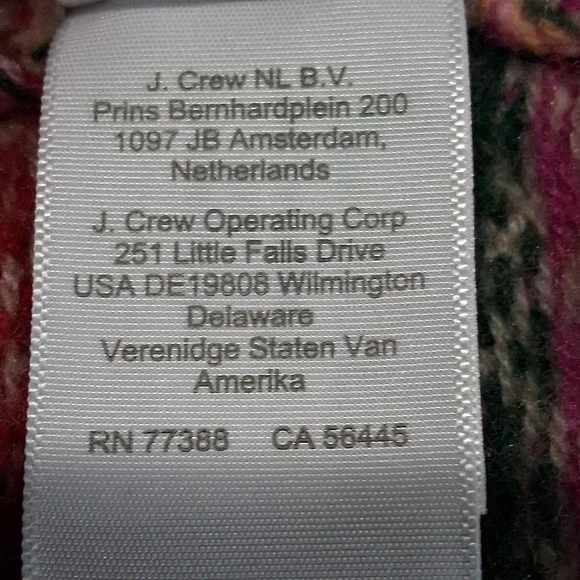 J. Crew NL B.V.
Prins Bernhardplein 200
1097 JB Amsterdam,
Netherlands
J. Crew Operating Corp
251 Little Falls Drive
USA DE19808 Wilmington
Delaware
Verenidge Staten Van
Amerika
RN 77388 CA 56445